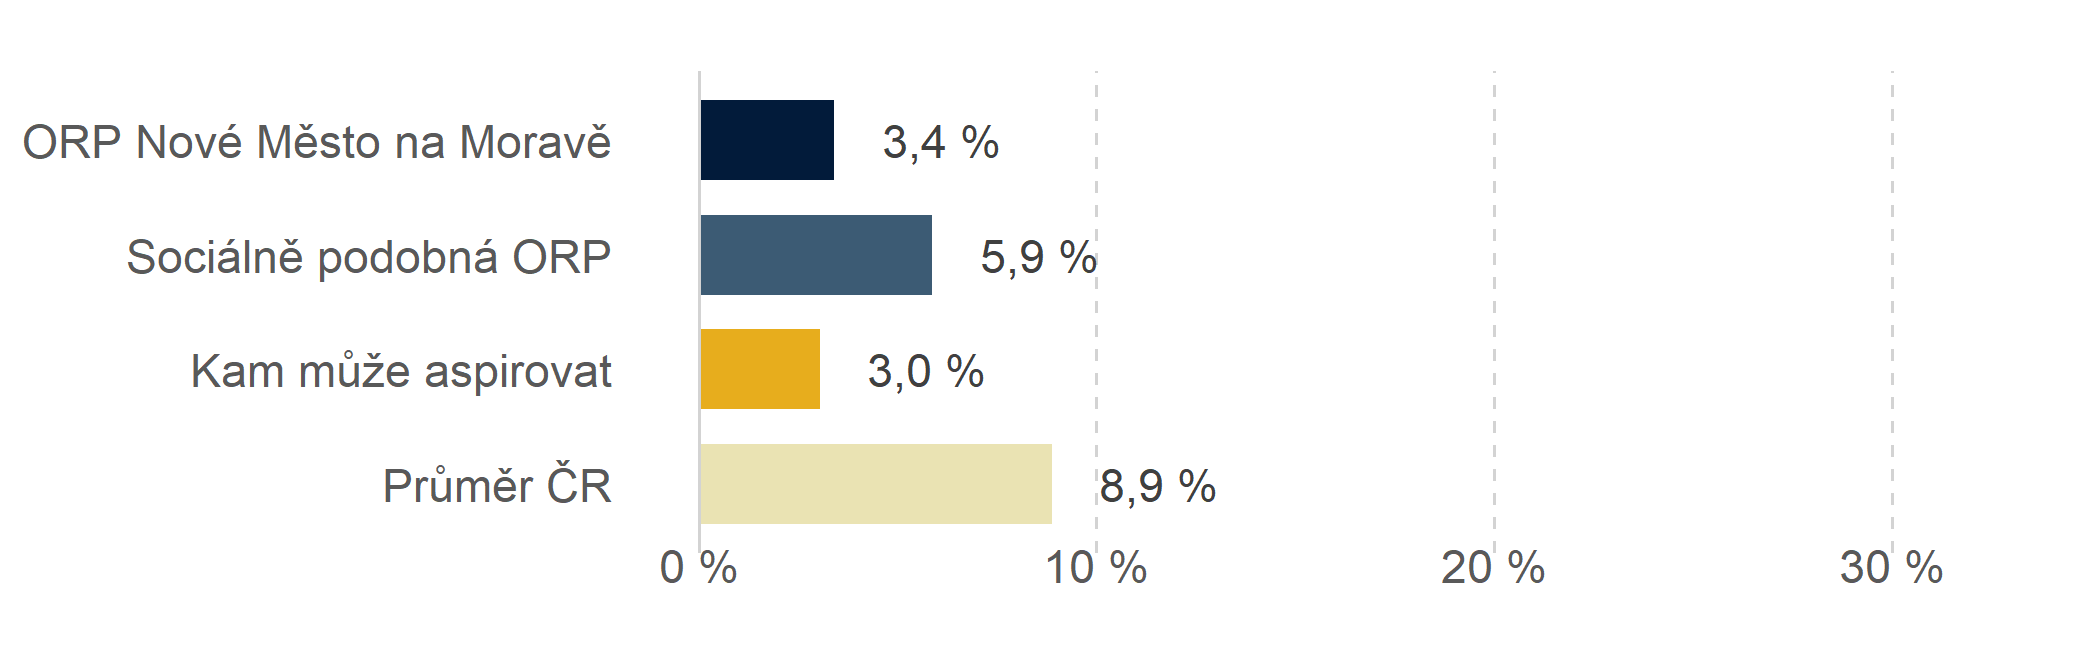 ORP Nové Město na Moravě 3,4 %
Sociálně podobná ORP 5,9 %
Kam může aspirovat 3,0 %
Průměr ČR 8,9 %
0 % 10 % 20 % 30 %